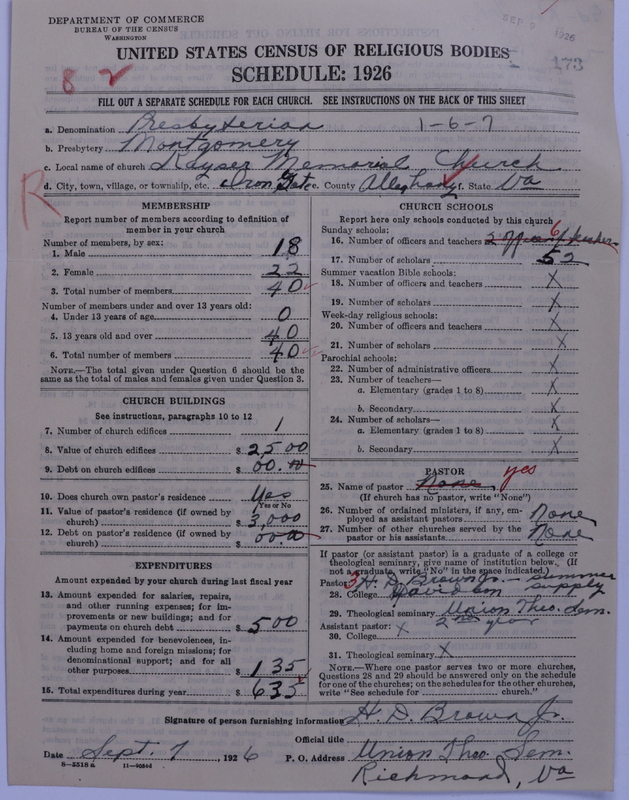 DEPARTMENT OF COMMERCE
BUREAU OF THE CENSUS
WASHINGTON
SEP 9 1926
173
UNITED STATES CENSUS OF RELIGIOUS BODIES
SCHEDULE: 1926
8 2
FILL OUT A SEPARATE SCHEDULE FOR EACH CHURCH. SEE INSTRUCTIONS ON THE BACK OF THIS SHEET
a. Denomination Presbyterian 1-6-7
b. Presbytery Montgomery
c. Local name of church Keyser Memorial Church
d. City, town, village, or township, etc. Iron Gate e. County Alleghany f. State Va
R
MEMBERSHIP
Report number of members according to definition of
member in your church
Number of members, by sex:
1. Male 18
2. Female 22
3. Total number of members 40
Number of members under and over 13 years old:
4. Under 13 years of age 0
5. 13 years old and over 40
6. Total number of members 40
NOTE.—The total given under Question 6 should be
same as the total of males and females given under Question 3.
CHURCH BUILDINGS
See instructions, paragraphs 10 to 12
7. Number of church edifices 1
8. Value of church edifices $ 2,500
9. Debt on church edifices $ 00.00
10. Does church own pastor's residence Yes
Yes or No
11. Value of pastor's residence (if owned by
church) $ 3,000
12. Debt on pastor's residence (if owned by
church) $ 00.00
EXPENDITURES
Amount expended by your church during last fiscal year
13. Amount expended for salaries, repairs,
and other running expenses; for im-
provements or new buildings; and for
payments on church debt $ 500
14. Amount expended for benevolences, in-
cluding home and foreign missions; for
denominational support; and for all
other purposes $ 135
15. Total expenditures during year $ 635
CHURCH SCHOOLS
Report here only schools conducted by this church
Sunday schools:
16. Number of officers and teachers 6
17. Number of scholars 52
Summer vacation Bible schools:
18. Number of officers and teachers X
19. Number of scholars X
Week-day religious schools:
20. Number of officers and teachers X
21. Number of scholars X
Parochial schools:
22. Number of administrative officers X
23. Number of teachers—
a. Elementary (grades 1 to 8) X
b. Secondary X
24. Number of scholars—
a. Elementary (grades 1 to 8) X
b. Secondary X
PASTOR
25. Name of pastor None yes
(If church has no pastor, write "None")
26. Number of ordained ministers, if any, em-
ployed as assistant pastors None
27. Number of other churches served by the
pastor or his assistants None
If pastor (or assistant pastor) is a graduate of a college or
theological seminary, give name of institution below. (If
not a graduate, write "No" in the space indicated.)
Pastor: H. D. Brown Jr. — summer supply
28. College Davidson
29. Theological seminary Union Theo. Sem.
2nd year
Assistant pastor: X
30. College
31. Theological seminary X
NOTE.—Where one pastor serves two or more churches,
Questions 28 and 29 should be answered only on the schedule
for one of the churches; on the schedules for the other churches,
write "See schedule for church."
Signature of person furnishing information H. D. Brown Jr.
Official title
Date Sept. 7, 1926 P. O. Address Union Theo. Sem.
Richmond, Va
8-5518a